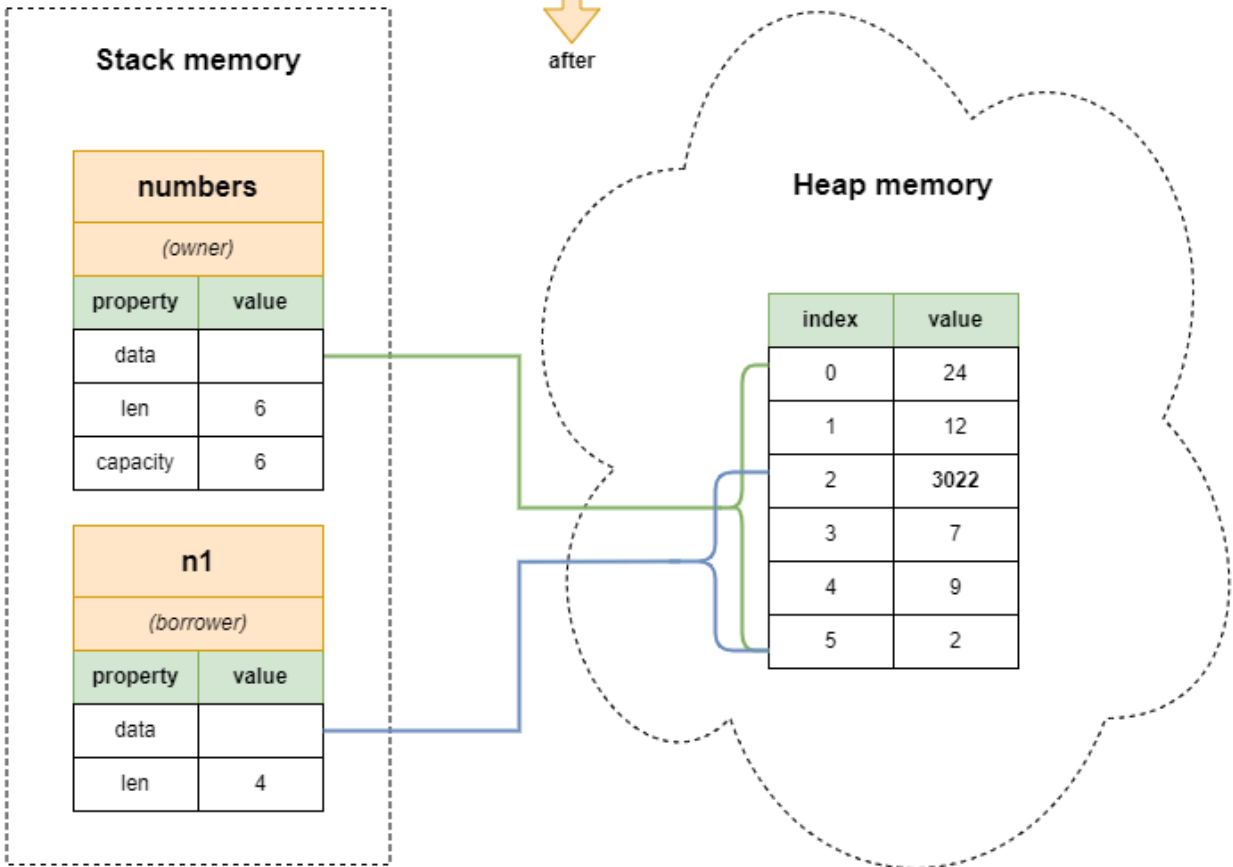 after
Stack memory
numbers
(owner)
property value
data
len 6
capacity 6
n1
(borrower)
property value
data
len 4
Heap memory
index value
0 24
1 12
2 3022
3 7
4 9
5 2